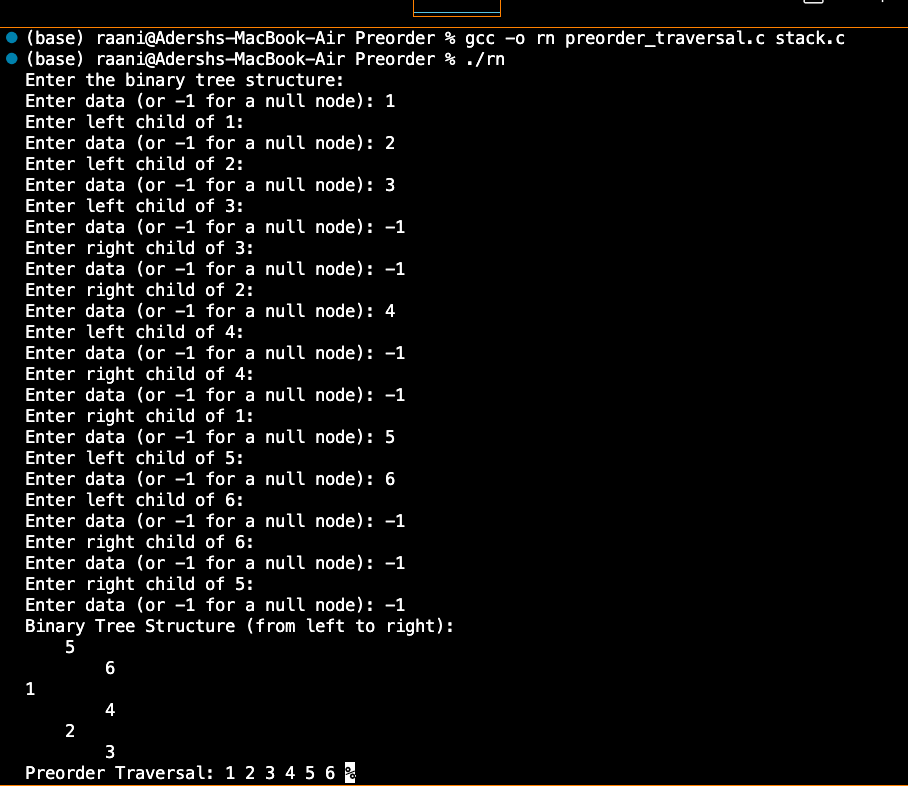 (base) raani@Adershs-MacBook-Air Preorder % gcc -o rn preorder_traversal.c stack.c
(base) raani@Adershs-MacBook-Air Preorder % ./rn
Enter the binary tree structure:
Enter data (or -1 for a null node): 1
Enter left child of 1:
Enter data (or -1 for a null node): 2
Enter left child of 2:
Enter data (or -1 for a null node): 3
Enter left child of 3:
Enter data (or -1 for a null node): -1
Enter right child of 3:
Enter data (or -1 for a null node): -1
Enter right child of 2:
Enter data (or -1 for a null node): 4
Enter left child of 4:
Enter data (or -1 for a null node): -1
Enter right child of 4:
Enter data (or -1 for a null node): -1
Enter right child of 1:
Enter data (or -1 for a null node): 5
Enter left child of 5:
Enter data (or -1 for a null node): 6
Enter left child of 6:
Enter data (or -1 for a null node): -1
Enter right child of 6:
Enter data (or -1 for a null node): -1
Enter right child of 5:
Enter data (or -1 for a null node): -1
Binary Tree Structure (from left to right):
    5
        6
1
        4
    2
        3
Preorder Traversal: 1 2 3 4 5 6 %